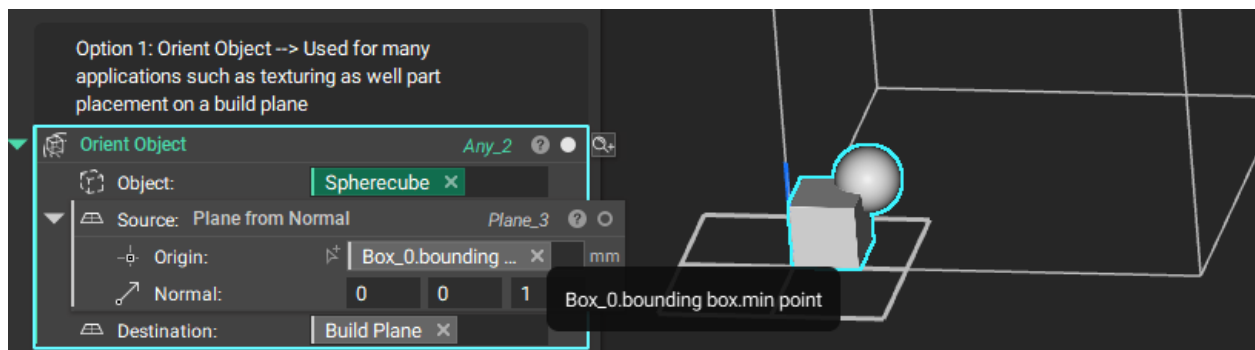 Option 1: Orient Object --> Used for many
applications such as texturing as well part
placement on a build plane
Orient Object Any_2 ?
Object: Spherecube ×
Source: Plane from Normal Plane_3 ?
Origin: Box_0.bounding ... × mm
Normal: 0 0 1
Box_0.bounding box.min point
Destination: Build Plane ×